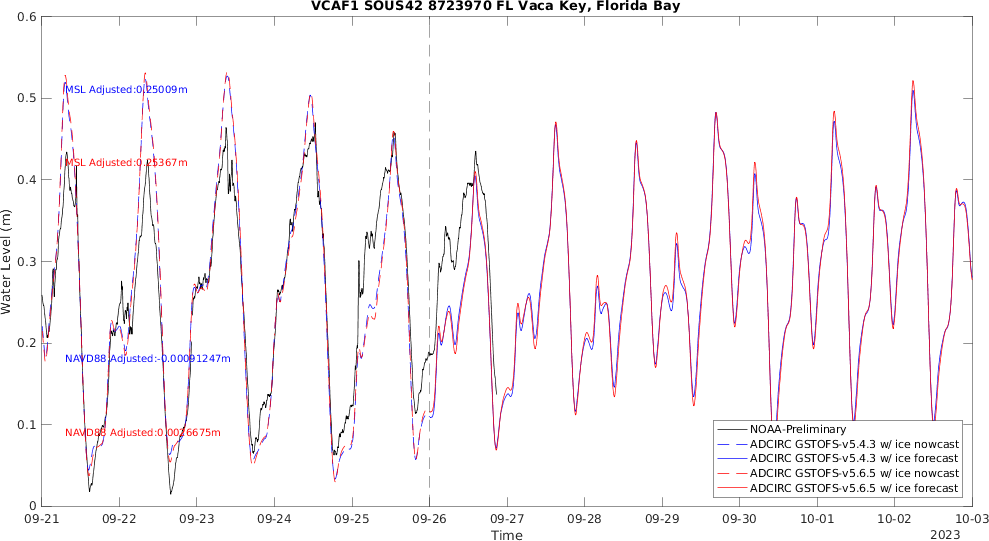 VCAF1 SOUS42 8723970 FL Vaca Key, Florida Bay
0.6
0.5
0.4
0.3
0.2
0.1
0
Water Level (m)
MSL Adjusted:0.25009m
MSL Adjusted:0.25367m
NAVD88 Adjusted:-0.00091247m
NAVD88 Adjusted:0.0026675m
NOAA-Preliminary
ADCIRC GSTOFS-v5.4.3 w/ ice nowcast
ADCIRC GSTOFS-v5.4.3 w/ ice forecast
ADCIRC GSTOFS-v5.6.5 w/ ice nowcast
ADCIRC GSTOFS-v5.6.5 w/ ice forecast
09-21 09-22 09-23 09-24 09-25 09-26 09-27 09-28 09-29 09-30 10-01 10-02 10-03
Time
2023